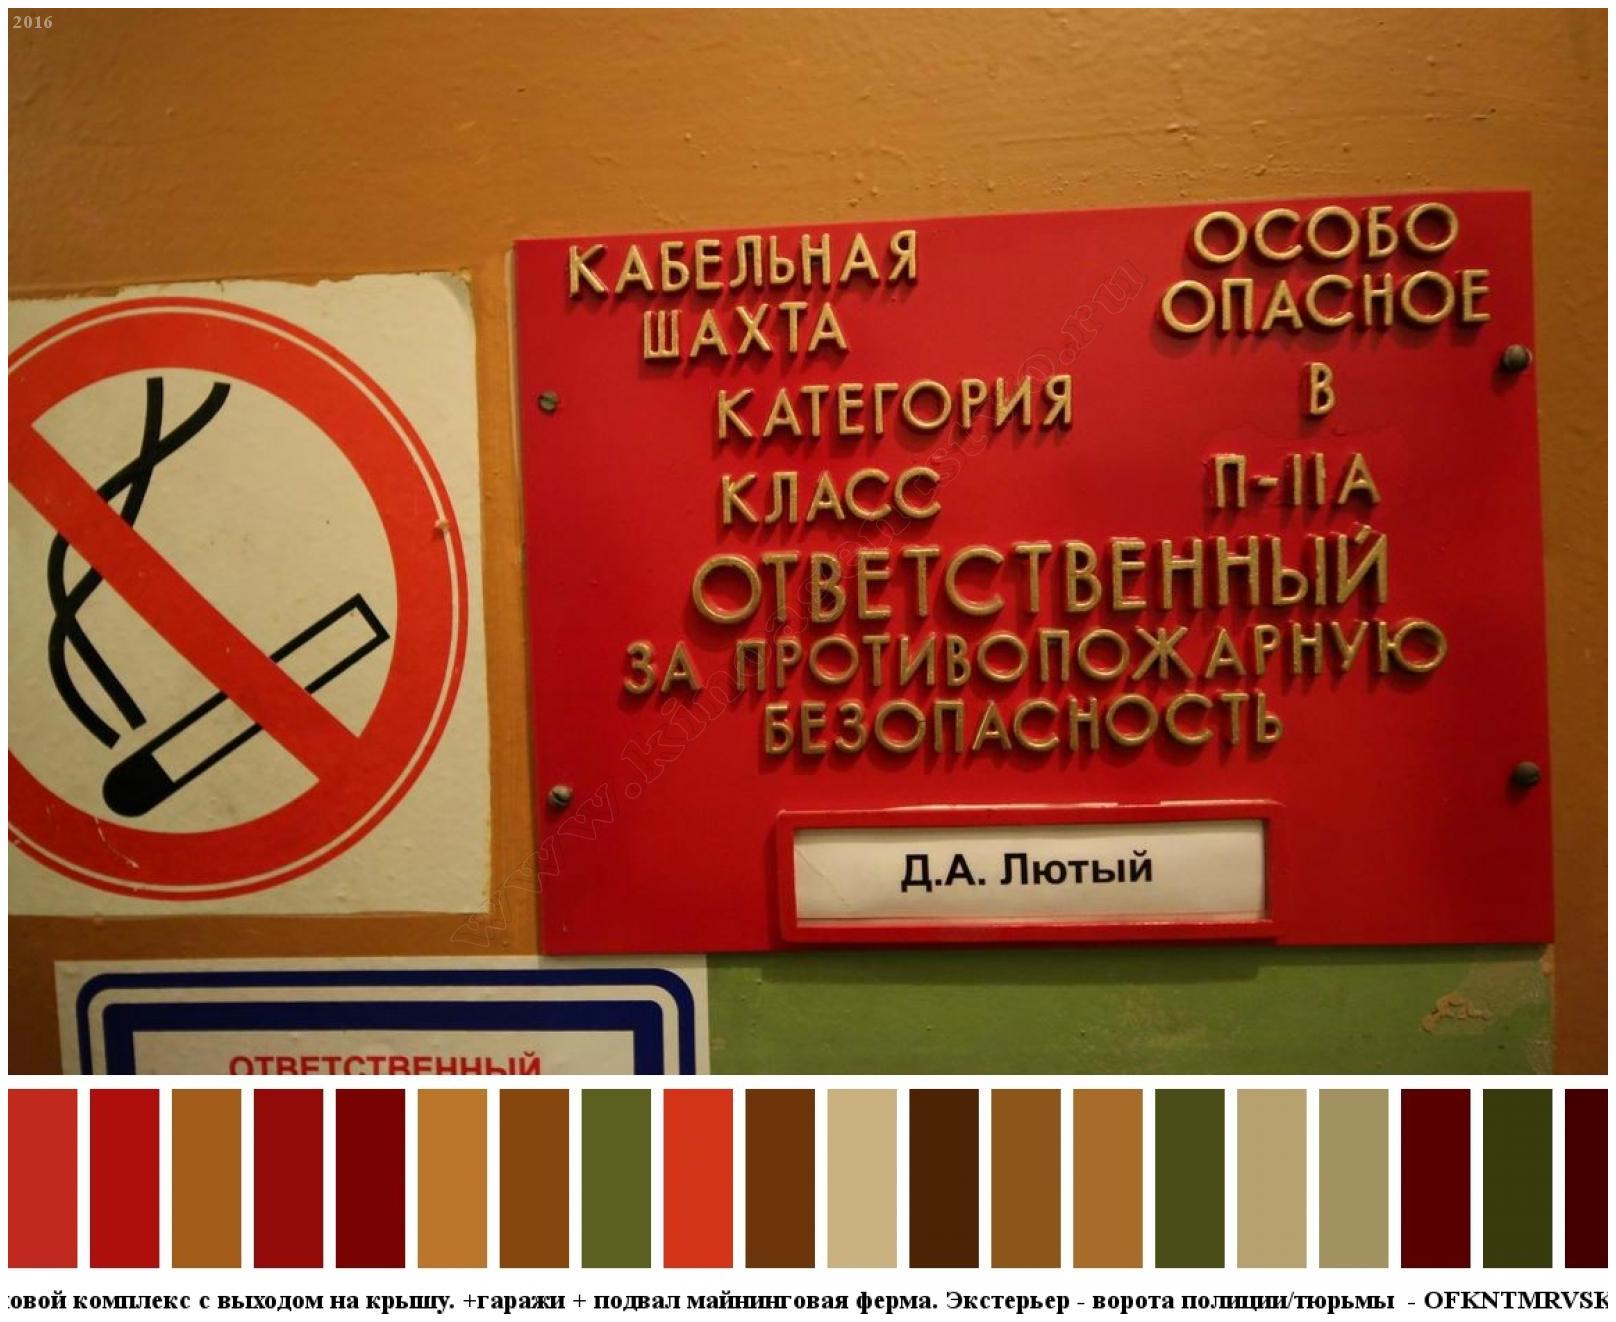 2016
КАБЕЛЬНАЯ ОСОБО
ШАХТА ОПАСНОЕ
КАТЕГОРИЯ В
КЛАСС П-IIА
ОТВЕТСТВЕННЫЙ
ЗА ПРОТИВОПОЖАРНУЮ
БЕЗОПАСНОСТЬ
Д.А. Лютый
ОТВЕТСТВЕННЫЙ
комплекс с выходом на крышу. +гаражи + подвал майнинговая ферма. Экстерьер - ворота полиции/тюрьмы - OFKNTMRVSK